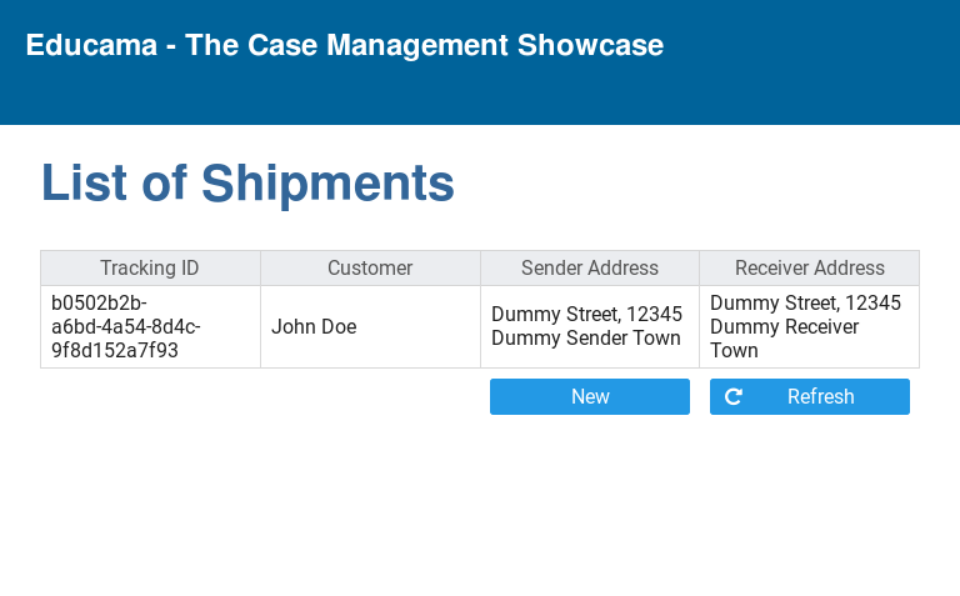 Educama - The Case Management Showcase
List of Shipments
Tracking ID Customer Sender Address Receiver Address
b0502b2b-
a6bd-4a54-8d4c-
9f8d152a7f93
John Doe
Dummy Street, 12345
Dummy Sender Town
Dummy Street, 12345
Dummy Receiver
Town
New
Refresh